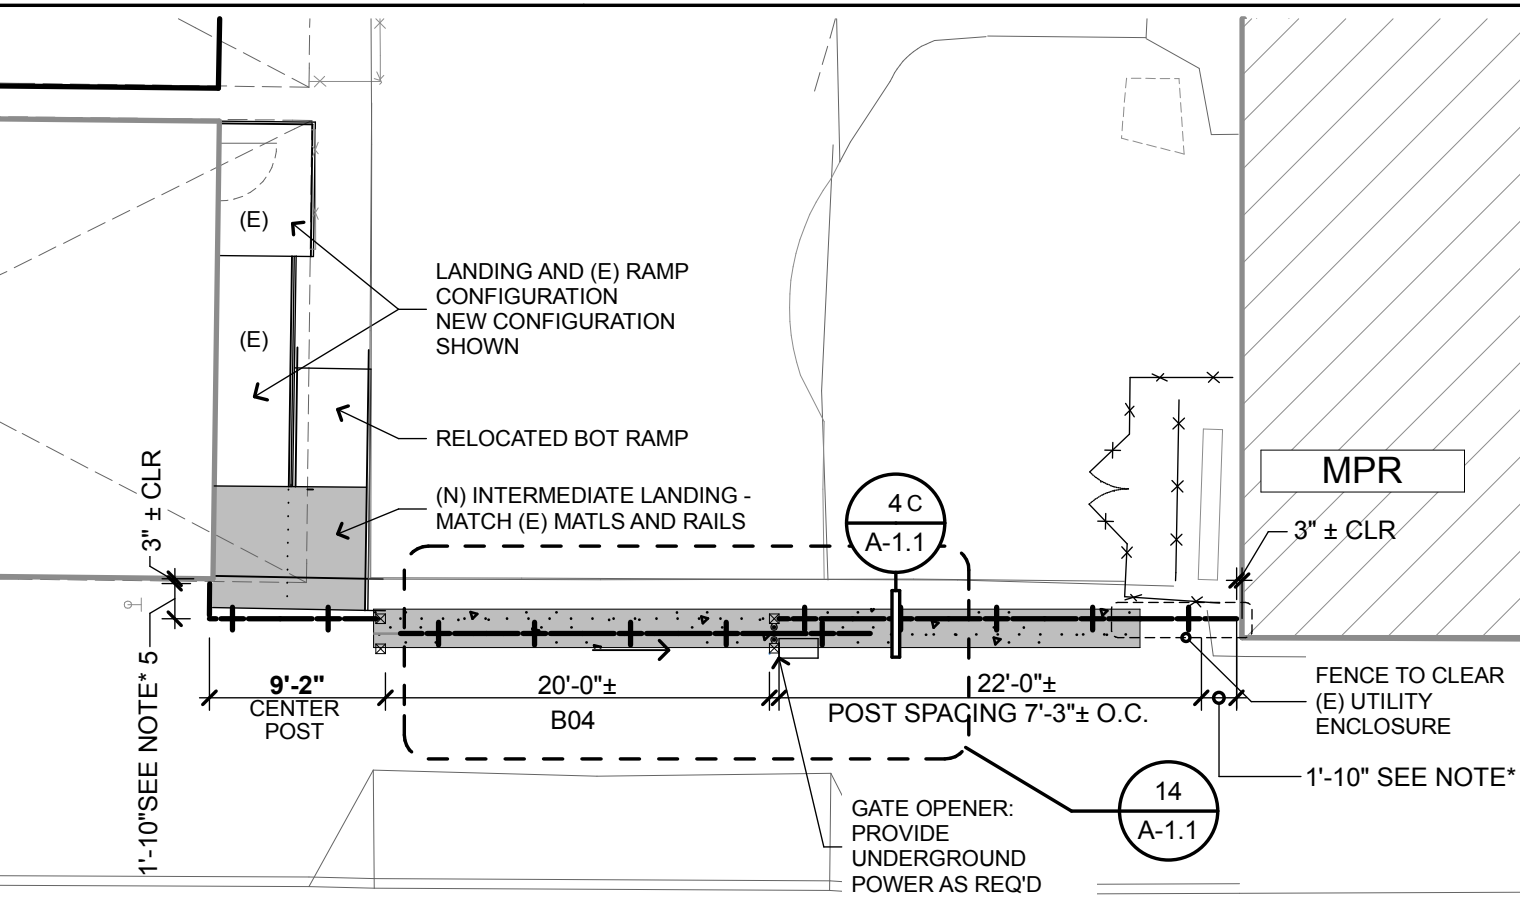 (E)
LANDING AND (E) RAMP
CONFIGURATION
NEW CONFIGURATION
SHOWN
(E)
RELOCATED BOT RAMP
(N) INTERMEDIATE LANDING -
MATCH (E) MATLS AND RAILS
3" ± CLR
1'-10"SEE NOTE* 5
4 C
A-1.1
MPR
3" ± CLR
9'-2"
CENTER
POST
20'-0"±
B04
22'-0"±
POST SPACING 7'-3"± O.C.
FENCE TO CLEAR
(E) UTILITY
ENCLOSURE
1'-10" SEE NOTE*
14
A-1.1
GATE OPENER:
PROVIDE
UNDERGROUND
POWER AS REQ'D